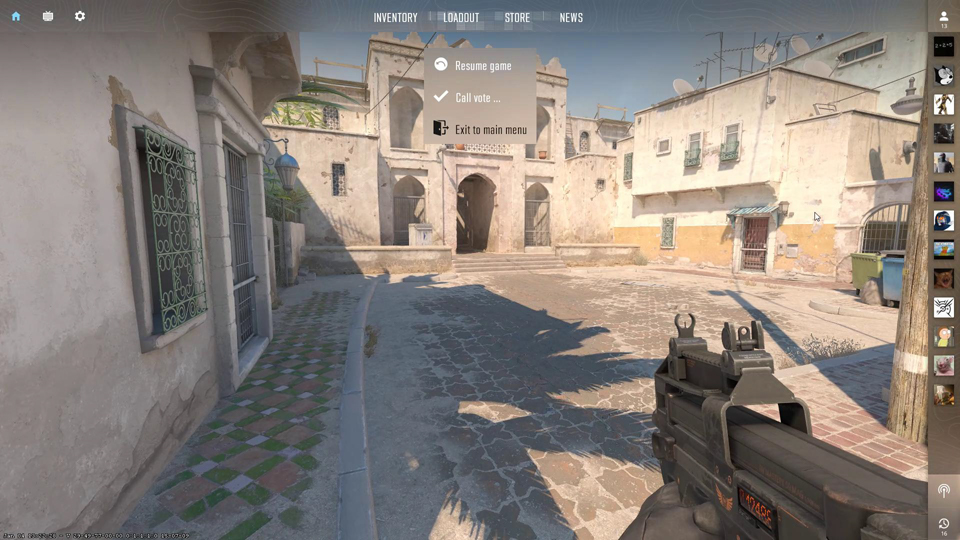 INVENTORY LOADOUT STORE NEWS
13
Resume game
Call vote ...
Exit to main menu
16